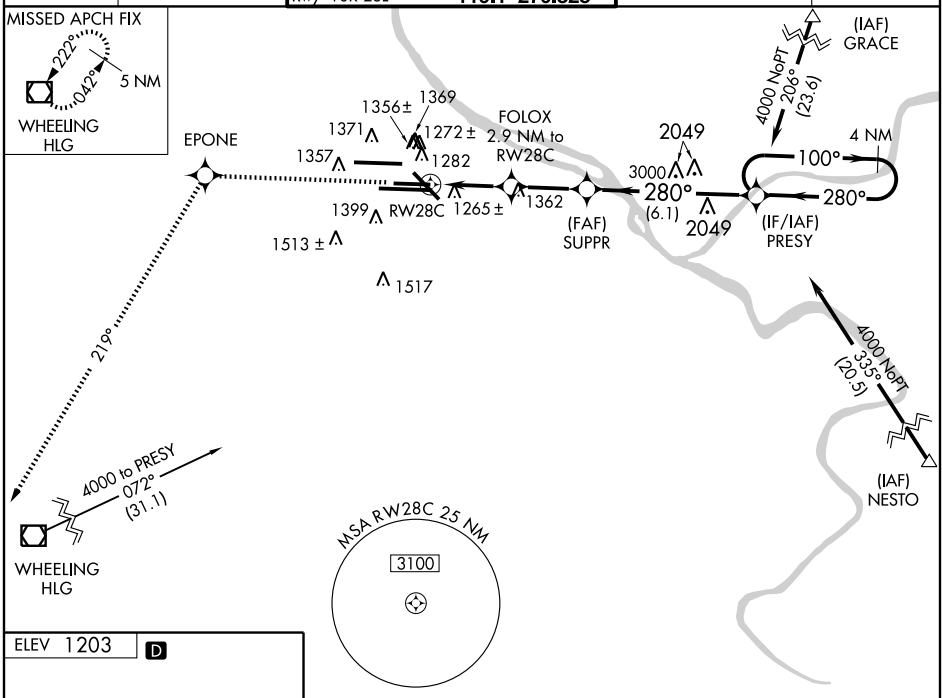 MISSED APCH FIX
222°
042°
5 NM
WHEELING
HLG
(IAF)
GRACE
4000 NoPT
206°
(23.6)
EPONE
1371
1356 ±
1369
1272 ±
1282
1357
FOLOX
2.9 NM to
RW28C
2049
3000
4 NM
100°
280°
280°
(6.1)
RW28C
1265 ±
1362
1399
1513 ±
1517
(FAF)
SUPPR
2049
(IF/IAF)
PRESY
219°
4000 NoPT
335°
(20.5)
(IAF)
NESTO
4000 to PRESY
072°
(31.1)
WHEELING
HLG
MSA RW28C 25 NM
3100
ELEV 1203
D